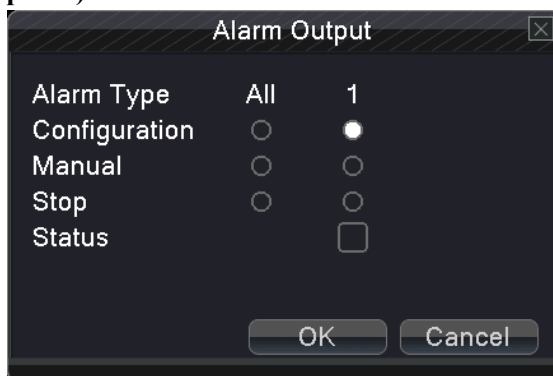 Alarm Output
Alarm Type All 1
Configuration
Manual
Stop
Status
OK Cancel